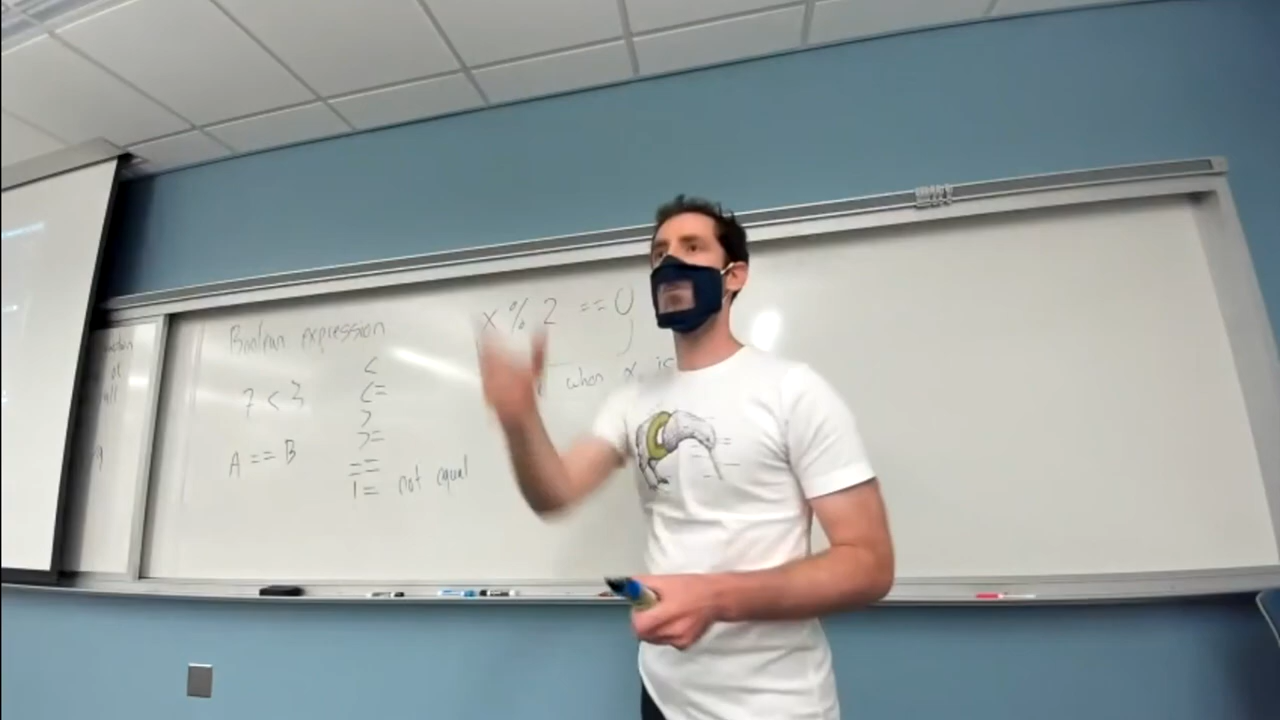 Boolean expression
7 < 3
A == B
<
<=
>
>=
==
!= not equal
x % 2 == 0
when x is